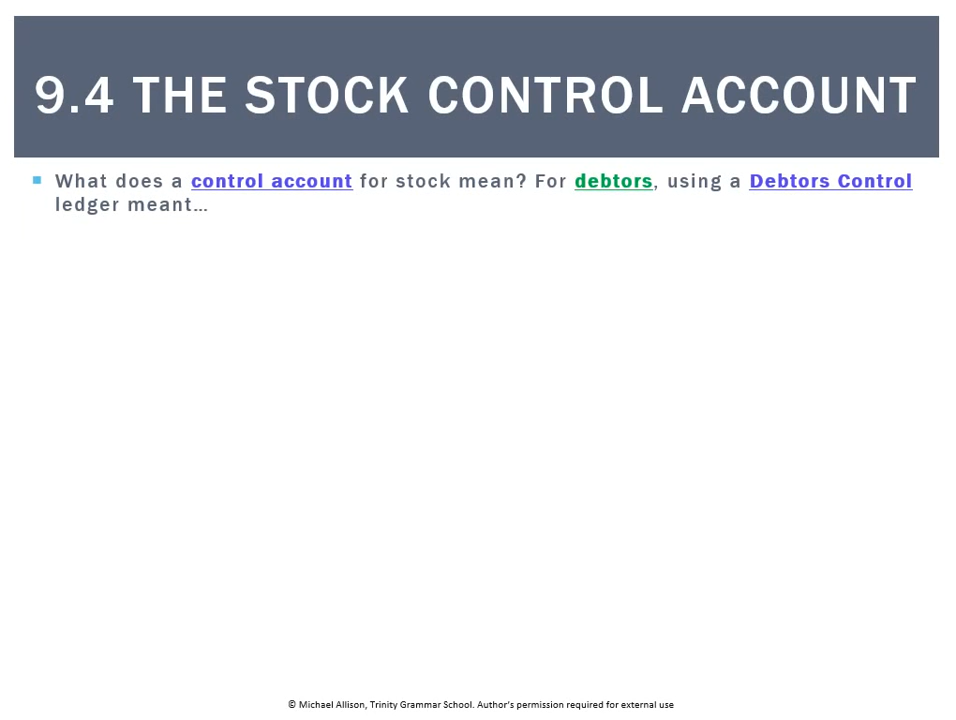 9.4 THE STOCK CONTROL ACCOUNT
What does a control account for stock mean? For debtors, using a Debtors Control
ledger meant…
© Michael Allison, Trinity Grammar School. Author's permission required for external use